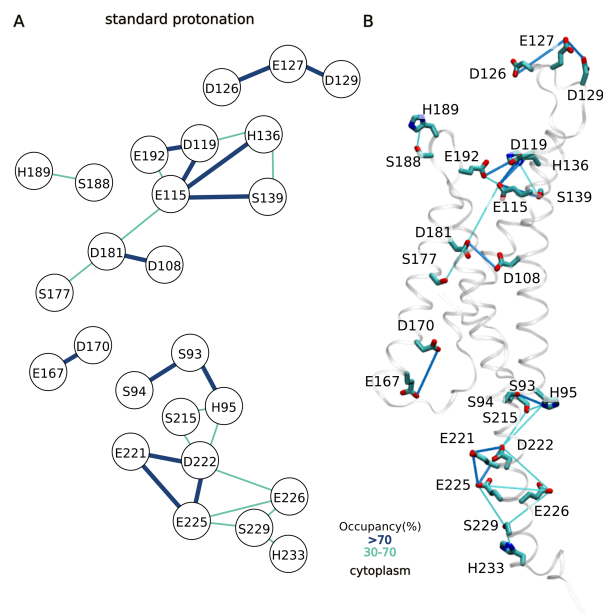 A
standard protonation
E127
D126
D129
D119
H136
E192
H189
S188
E115
S139
D181
D108
S177
D170
E167
S93
S94
H95
S215
E221
D222
E226
E225
S229
H233
Occupancy(%)
>70
30-70
cytoplasm
B
E127
D126
D129
H189
S188
E192
D119
H136
E115
S139
D181
S177
D108
D170
E167
S93
H95
S94
S215
E221
D222
E225
E226
S229
H233